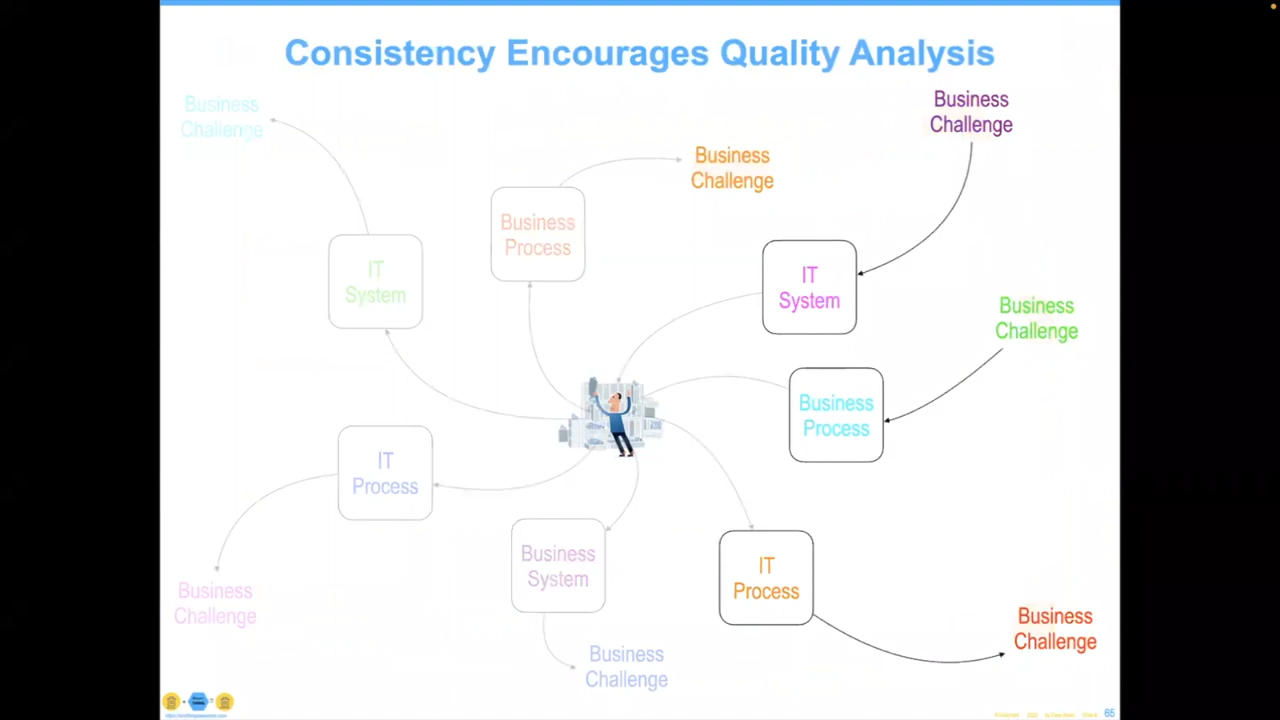 Consistency Encourages Quality Analysis
Business
Challenge
Business
Challenge
Business
Challenge
Business
Process
IT
System
IT
System
Business
Challenge
Business
Process
IT
Process
Business
System
IT
Process
Business
Challenge
Business
Challenge
Business
Challenge
65